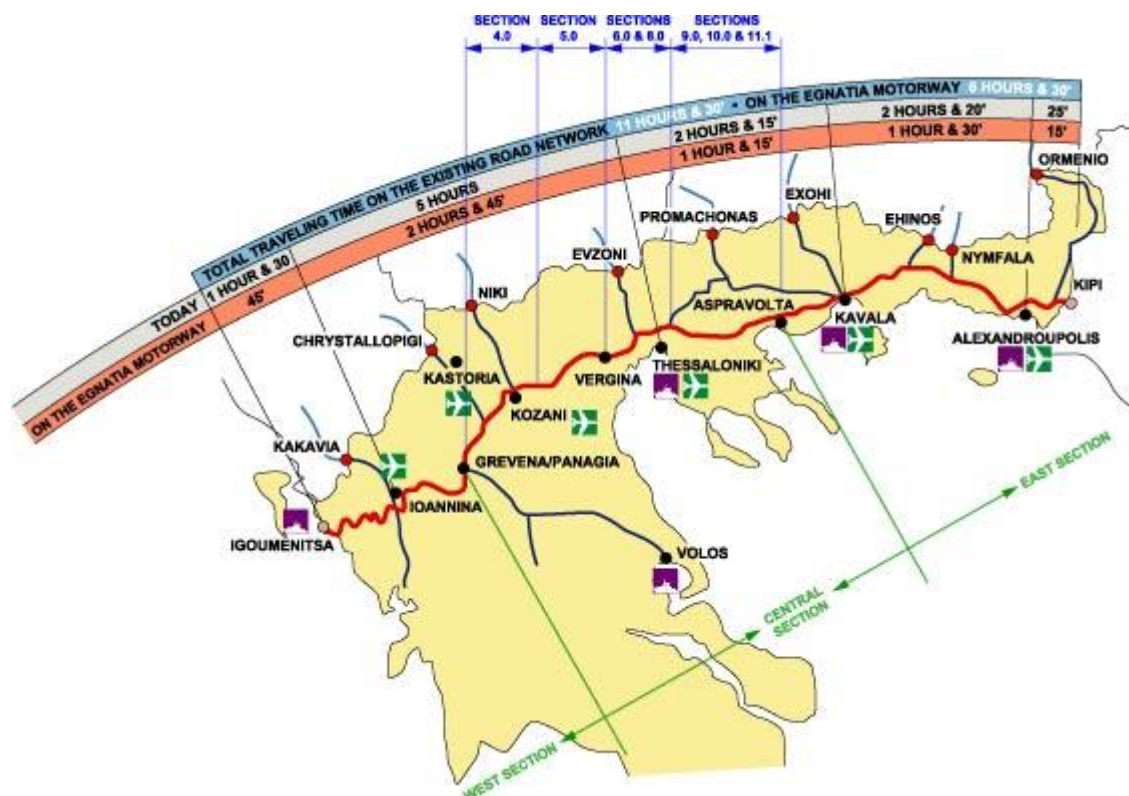 SECTION
4.0
SECTION
5.0
SECTIONS
6.0 & 8.0
SECTIONS
9.0, 10.0 & 11.1
TOTAL TRAVELING TIME ON THE EXISTING ROAD NETWORK 11 HOURS & 30' • ON THE EGNATIA MOTORWAY 6 HOURS & 30'
TODAY 1 HOUR & 30 5 HOURS 2 HOURS & 15' 2 HOURS & 20' 25'
ON THE EGNATIA MOTORWAY 45' 2 HOURS & 45' 1 HOUR & 15' 1 HOUR & 30' 15'
ORMENIO
EXOHI
PROMACHONAS
EHINOS
EVZONI
NYMFALA
NIKI
ASPRAVOLTA
KIPI
KAVALA
CHRYSTALLOPIGI
ALEXANDROUPOLIS
KASTORIA
VERGINA
THESSALONIKI
KOZANI
KAKAVIA
GREVENA/PANAGIA
IOANNINA
IGOUMENITSA
VOLOS
EAST SECTION
CENTRAL
SECTION
WEST SECTION